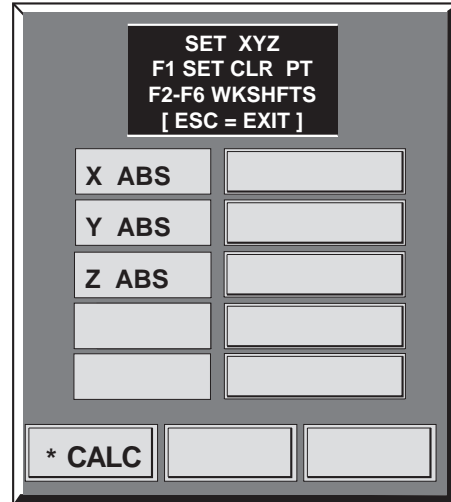 SET XYZ
F1 SET CLR PT
F2-F6 WKSHFTS
[ ESC = EXIT ]
X ABS
Y ABS
Z ABS
* CALC